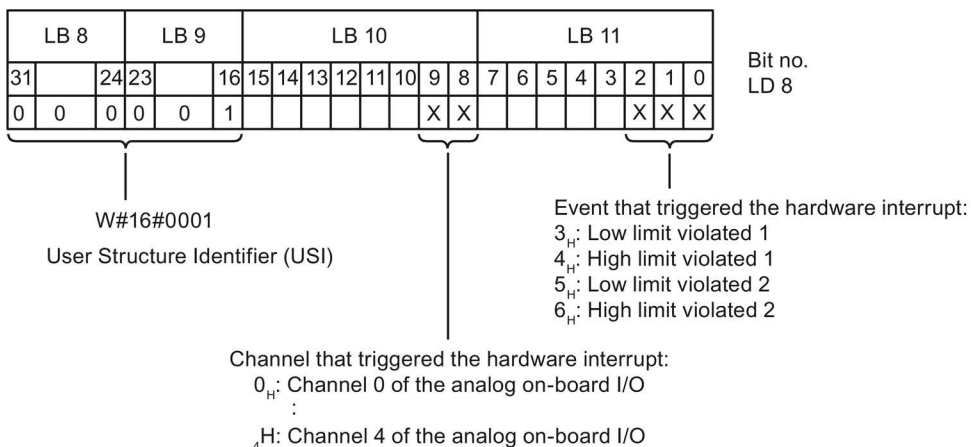 LB 8 LB 9 LB 10 LB 11
31 24 23 16 15 14 13 12 11 10 9 8 7 6 5 4 3 2 1 0
Bit no.
LD 8
0 0 0 0 0 1 X X X X X
W#16#0001
User Structure Identifier (USI)
Event that triggered the hardware interrupt:
3H: Low limit violated 1
4H: High limit violated 1
5H: Low limit violated 2
6H: High limit violated 2
Channel that triggered the hardware interrupt:
0H: Channel 0 of the analog on-board I/O
:
4H: Channel 4 of the analog on-board I/O